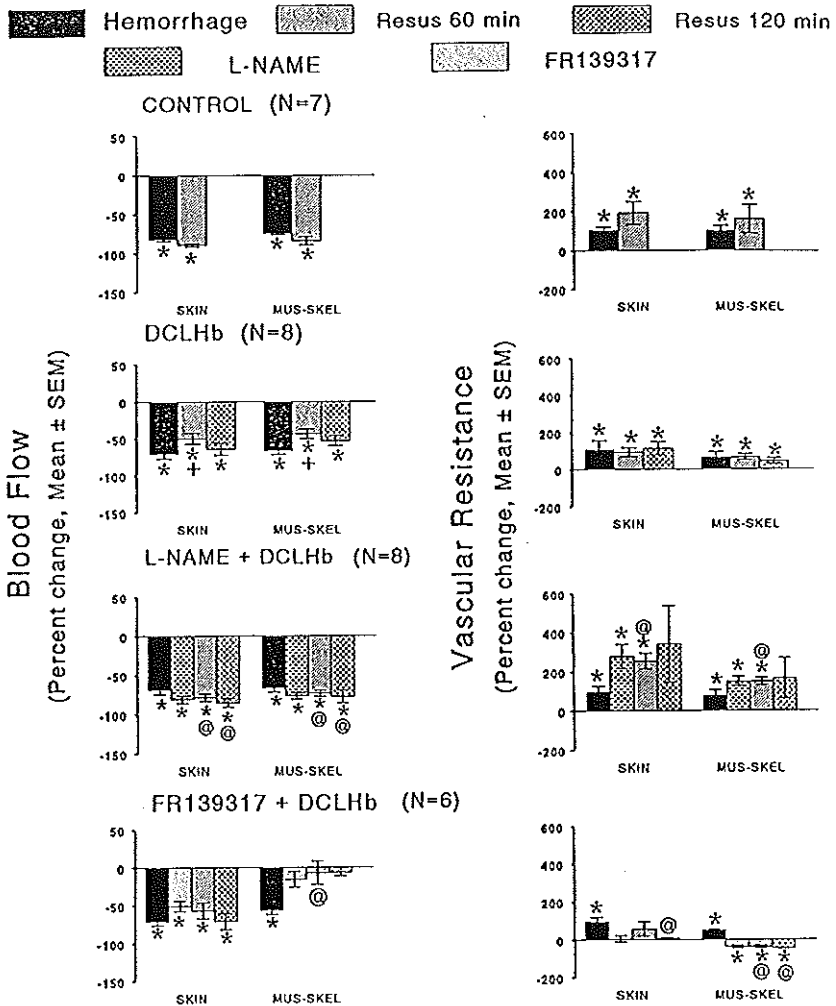 Hemorrhage Resus 60 min Resus 120 min
L-NAME FR139317
CONTROL (N=7)
Blood Flow
(Percent change, Mean ± SEM)
50
0
-50
-100
-150
SKIN MUS-SKEL
* * * *
Vascular Resistance
(Percent change, Mean ± SEM)
600
400
200
0
-200
SKIN MUS-SKEL
* * * *
DCLHb (N=8)
50
0
-50
-100
-150
* * * * * *
+ +
SKIN MUS-SKEL
600
400
200
0
-200
* * * * * *
SKIN MUS-SKEL
L-NAME + DCLHb (N=8)
50
0
-50
-100
-150
* * * * * * * *
@ @ @ @
SKIN MUS-SKEL
600
400
200
0
-200
@ @
* * * * * *
SKIN MUS-SKEL
FR139317 + DCLHb (N=6)
50
0
-50
-100
-150
* * * * *
@
SKIN MUS-SKEL
600
400
200
0
-200
* @ *
* * *
@ @
SKIN MUS-SKEL